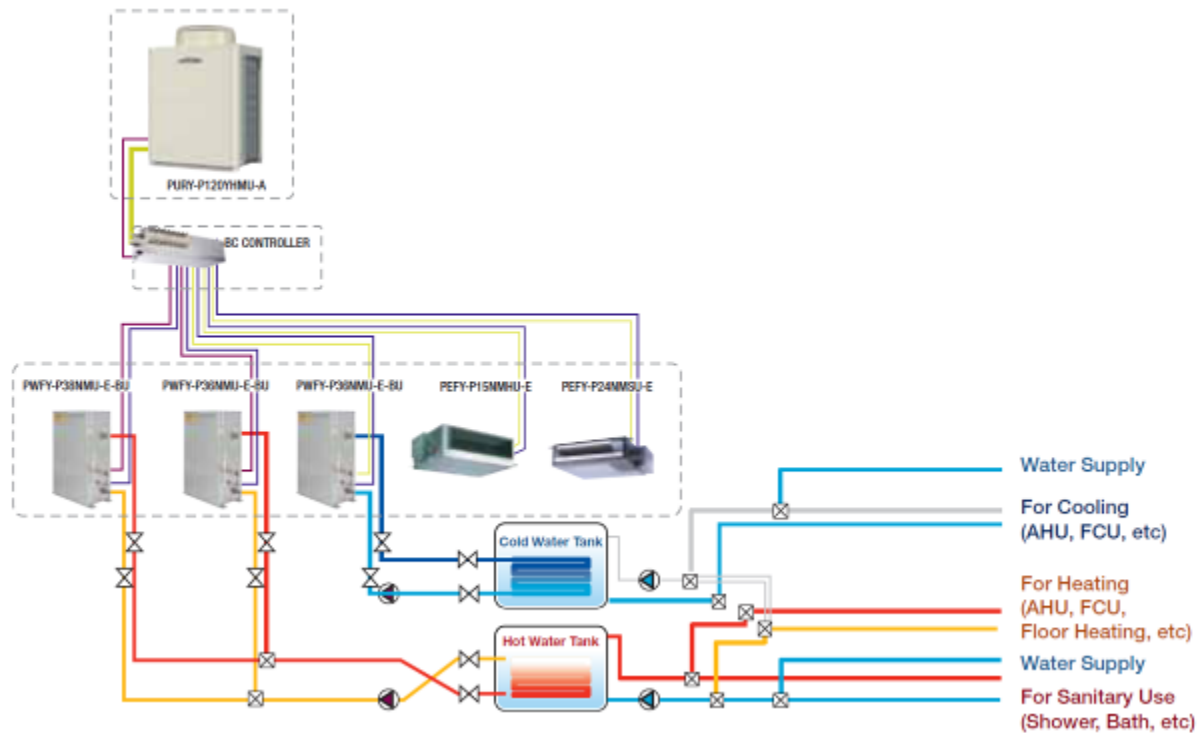 PURY-P120YHMU-A
BC CONTROLLER
PWFY-P38NMU-E-BU
PWFY-P36NMU-E-BU
PWFY-P36NMU-E-BU
PEFY-P15NMHU-E
PEFY-P24NMSU-E
Water Supply
For Cooling
(AHU, FCU, etc)
Cold Water Tank
For Heating
(AHU, FCU,
Floor Heating, etc)
Hot Water Tank
Water Supply
For Sanitary Use
(Shower, Bath, etc)